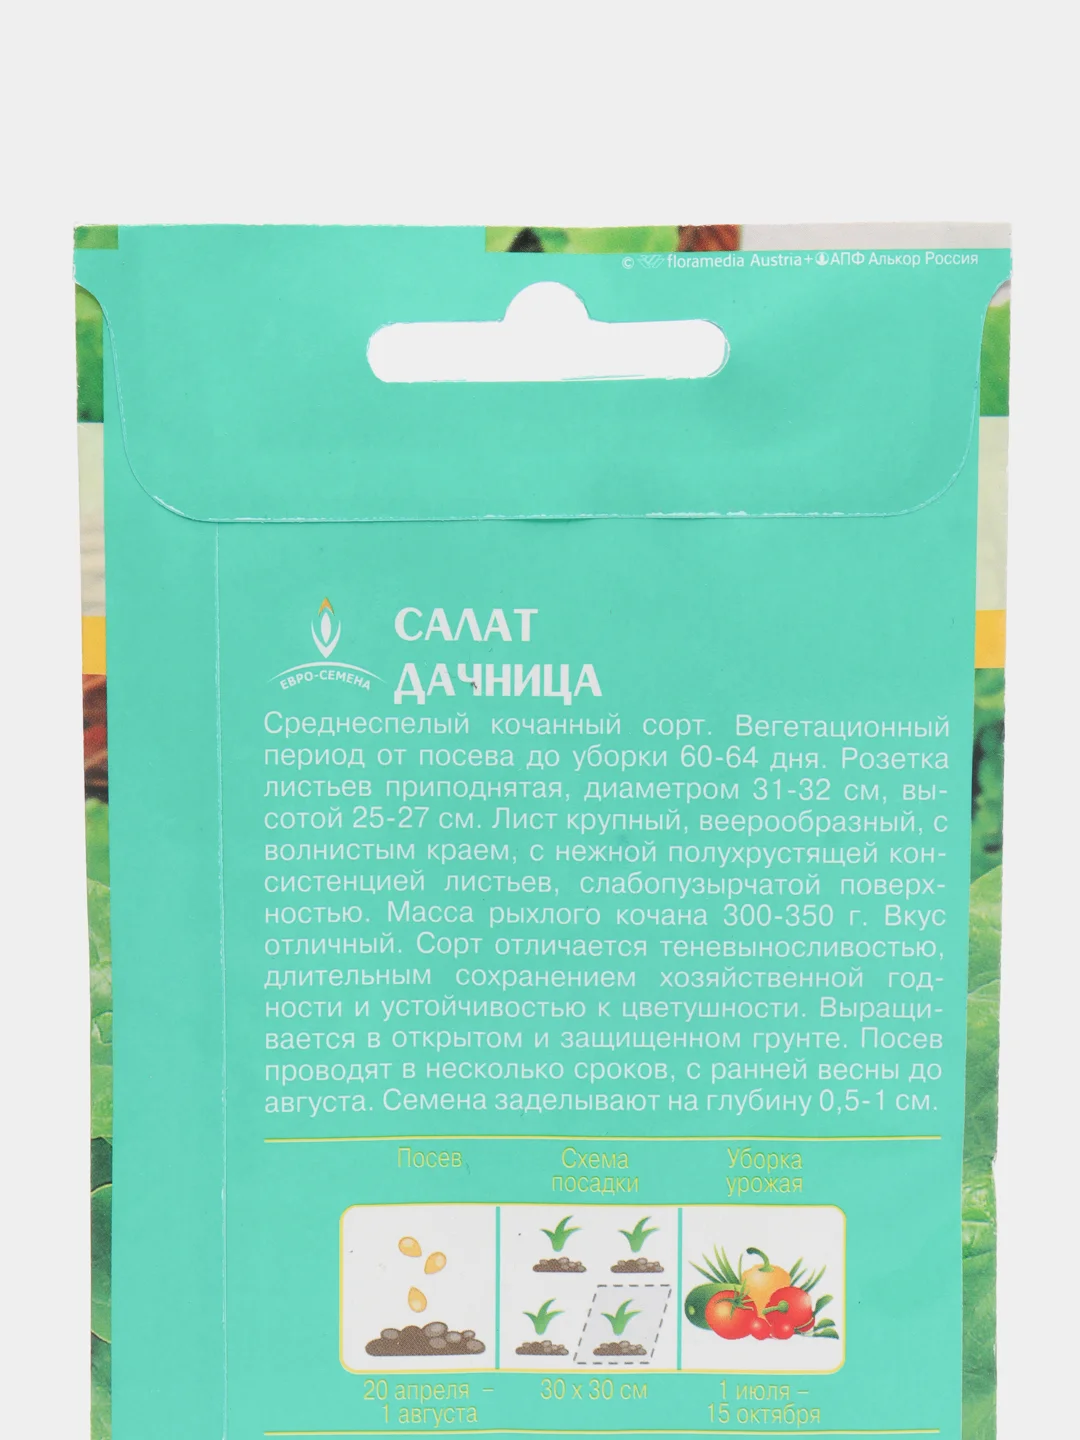 © floramedia Austria+АПФ Алькор Россия
ЕВРО-СЕМЕНА
САЛАТ
ДАЧНИЦА
Среднеспелый кочанный сорт. Вегетационный
период от посева до уборки 60-64 дня. Розетка
листьев приподнятая, диаметром 31-32 см, вы-
сотой 25-27 см. Лист крупный, веерообразный, с
волнистым краем, с нежной полухрустящей кон-
систенцией листьев, слабопузырчатой поверх-
ностью. Масса рыхлого кочана 300-350 г. Вкус
отличный. Сорт отличается теневыносливостью,
длительным сохранением хозяйственной год-
ности и устойчивостью к цветушности. Выращи-
вается в открытом и защищенном грунте. Посев
проводят в несколько сроков, с ранней весны до
августа. Семена заделывают на глубину 0,5-1 см.
Посев
Схема
посадки
Уборка
урожая
20 апреля –
1 августа
30 х 30 см
1 июля –
15 октября